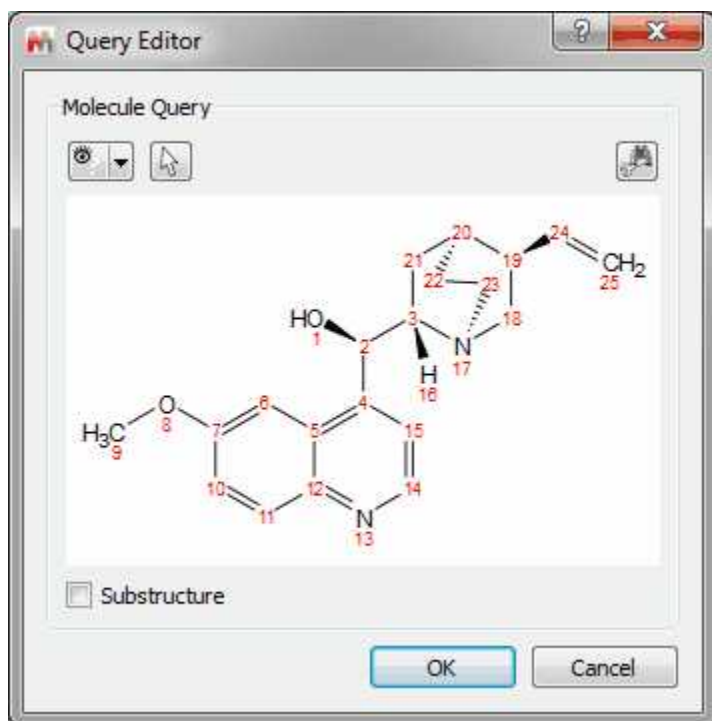 Query Editor
?
Molecule Query
20
24
21
19
CH2
22
23
25
HO
3
18
1
2
N
17
H
16
O
6
4
8
7
5
15
H3C
9
10
12
14
11
N
13
Substructure
OK
Cancel